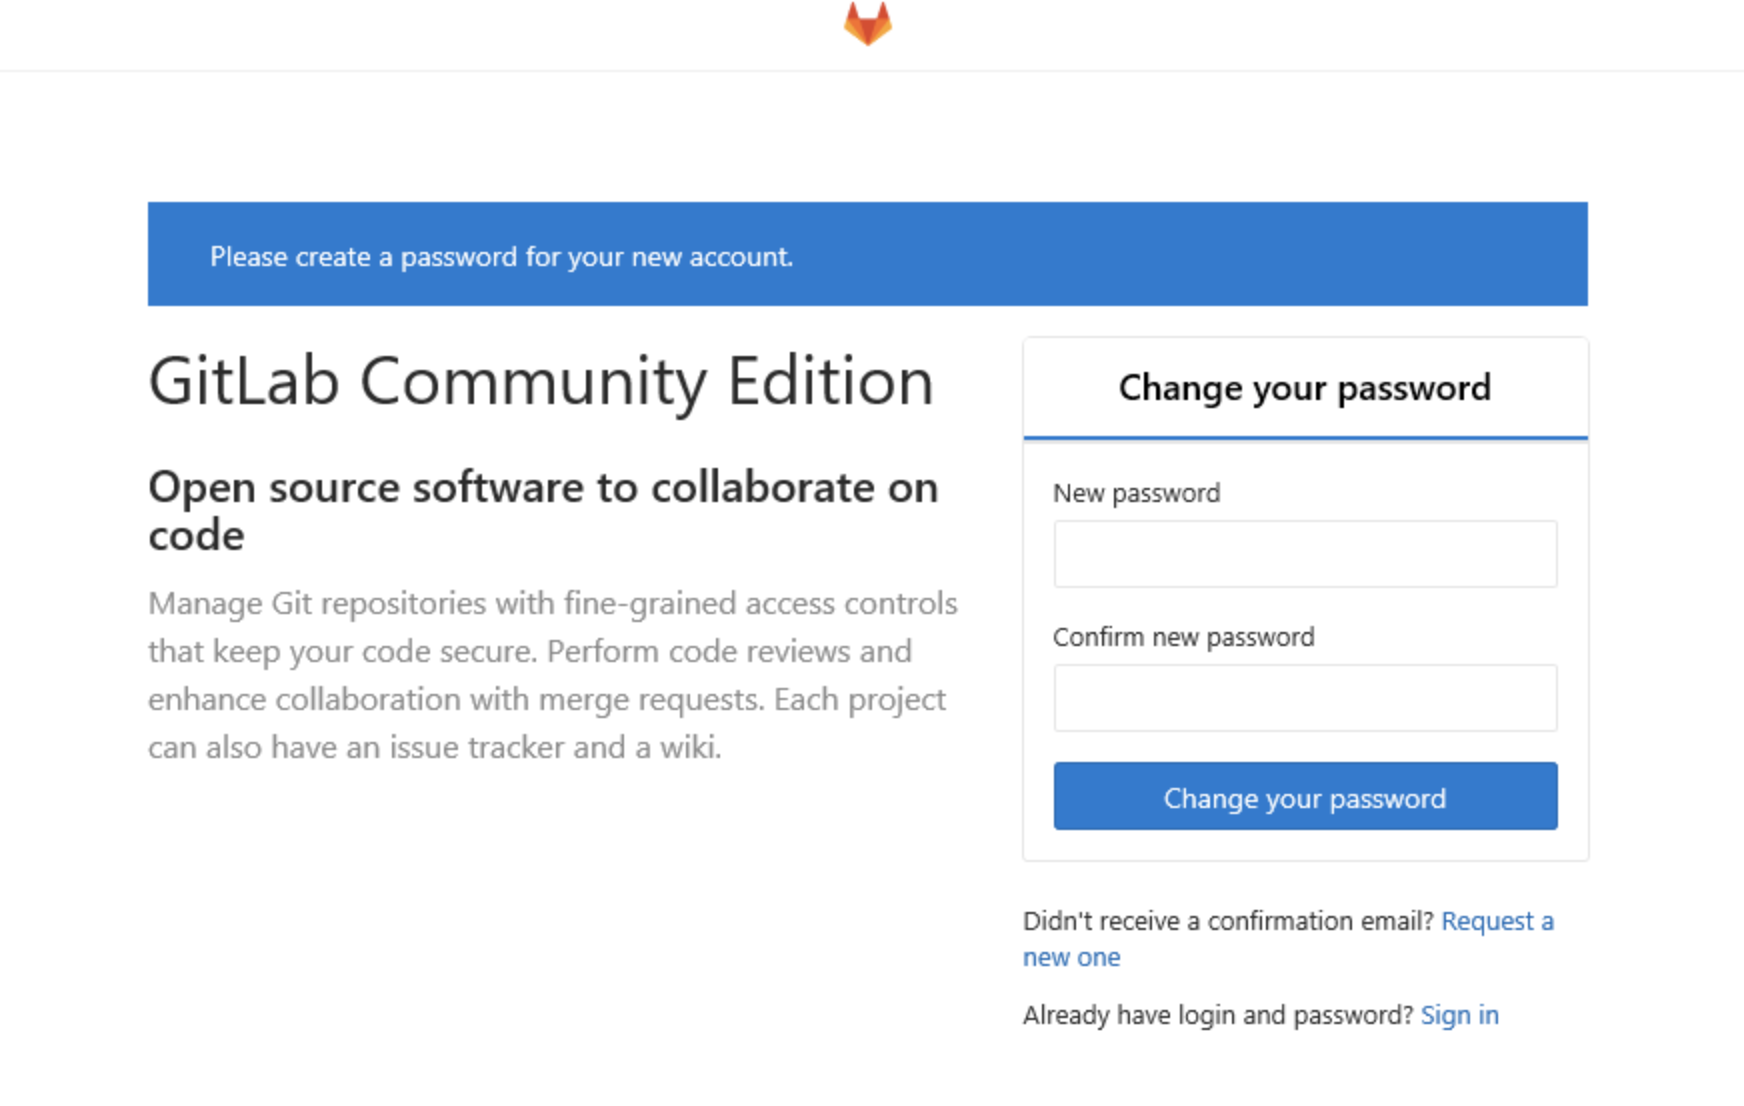 Please create a password for your new account.
GitLab Community Edition
Open source software to collaborate on
code
Manage Git repositories with fine-grained access controls
that keep your code secure. Perform code reviews and
enhance collaboration with merge requests. Each project
can also have an issue tracker and a wiki.
Change your password
New password
Confirm new password
Change your password
Didn't receive a confirmation email? Request a
new one
Already have login and password? Sign in